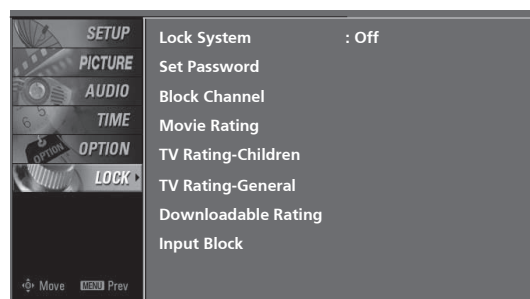 SETUP
PICTURE
AUDIO
TIME
OPTION
OPTION
LOCK
Move MENU Prev
Lock System : Off
Set Password
Block Channel
Movie Rating
TV Rating-Children
TV Rating-General
Downloadable Rating
Input Block